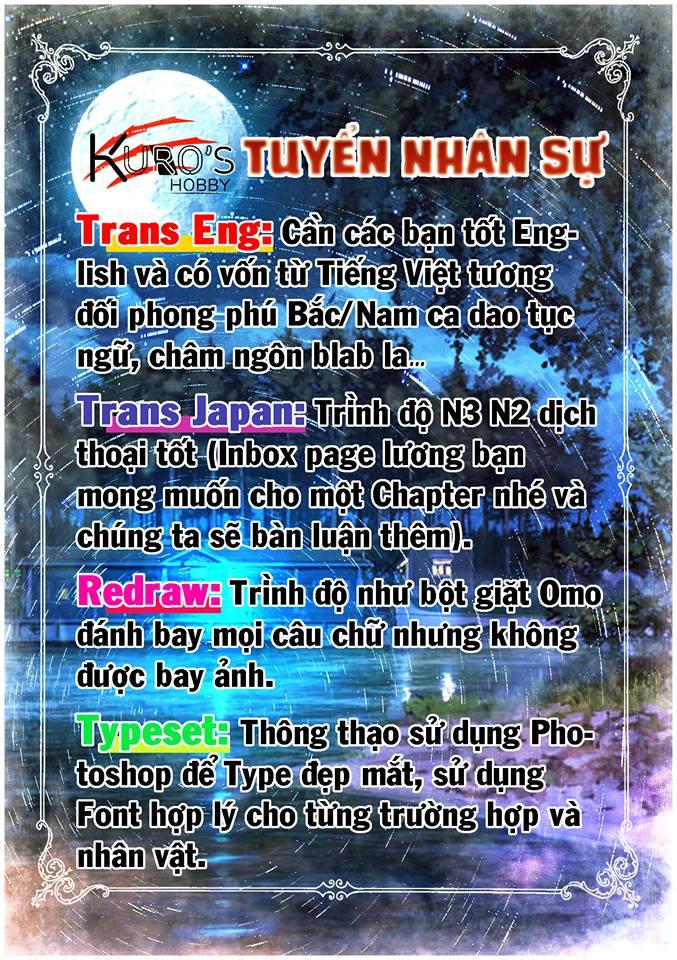 KURO'S
HOBBY
TUYỂN NHÂN SỰ
Trans Eng: Cần các bạn tốt Eng-
lish và có vốn từ Tiếng Việt tương
đối phong phú Bắc/Nam ca dao tục
ngữ, châm ngôn blab la...
Trans Japan: Trình độ N3 N2 dịch
thoại tốt (Inbox page lương bạn
mong muốn cho một Chapter nhé và
chúng ta sẽ bàn luận thêm).
Redraw: Trình độ như bột giặt Omo
đánh bay mọi câu chữ nhưng không
được bay ảnh.
Typeset: Thông thạo sử dụng Pho-
toshop để Type đẹp mắt, sử dụng
Font hợp lý cho từng trường hợp và
nhân vật.